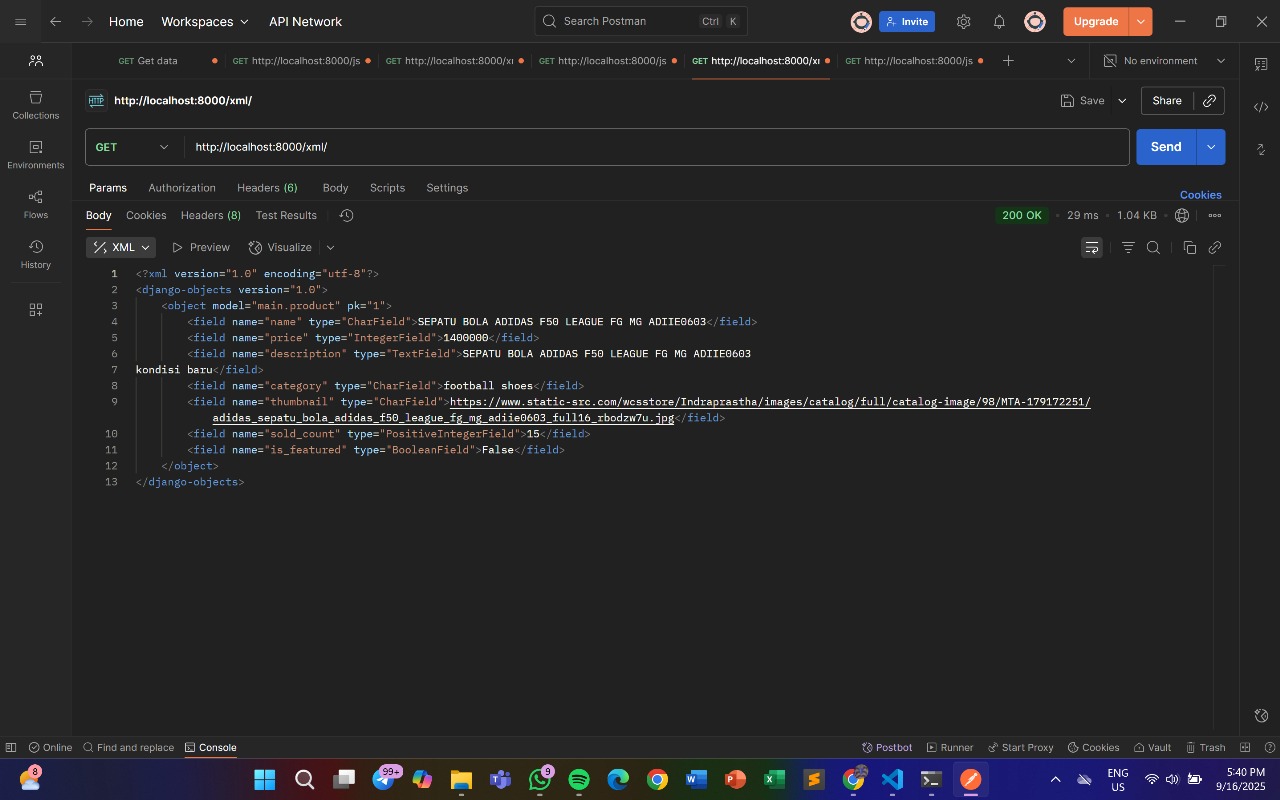 Home Workspaces API Network Search Postman Ctrl K Invite Upgrade
GET Get data GET http://localhost:8000/js GET http://localhost:8000/x GET http://localhost:8000/js GET http://localhost:8000/x GET http://localhost:8000/js No environment
HTTP http://localhost:8000/xml/ Save Share
Collections
GET http://localhost:8000/xml/ Send
Environments
Params Authorization Headers (6) Body Scripts Settings
Cookies
Flows
Body Cookies Headers (8) Test Results 200 OK 29 ms 1.04 KB
XML Preview Visualize
History
1 <?xml version="1.0" encoding="utf-8"?>
2 <django-objects version="1.0">
3 <object model="main.product" pk="1">
4 <field name="name" type="CharField">SEPATU BOLA ADIDAS F50 LEAGUE FG MG ADIIE0603</field>
5 <field name="price" type="IntegerField">1400000</field>
6 <field name="description" type="TextField">SEPATU BOLA ADIDAS F50 LEAGUE FG MG ADIIE0603
7 kondisi baru</field>
8 <field name="category" type="CharField">football shoes</field>
9 <field name="thumbnail" type="CharField">https://www.static-src.com/wcsstore/Indraprastha/images/catalog/full/catalog-image/98/MTA-179172251/
adidas_sepatu_bola_adidas_f50_league_fg_mg_adiie0603_full16_rbodzw7u.jpg</field>
10 <field name="sold_count" type="PositiveIntegerField">15</field>
11 <field name="is_featured" type="BooleanField">False</field>
12 </object>
13 </django-objects>
Online Find and replace Console Postbot Runner Start Proxy Cookies Vault Trash
8 99+ 9 ENG
US
5:40 PM
9/16/2025